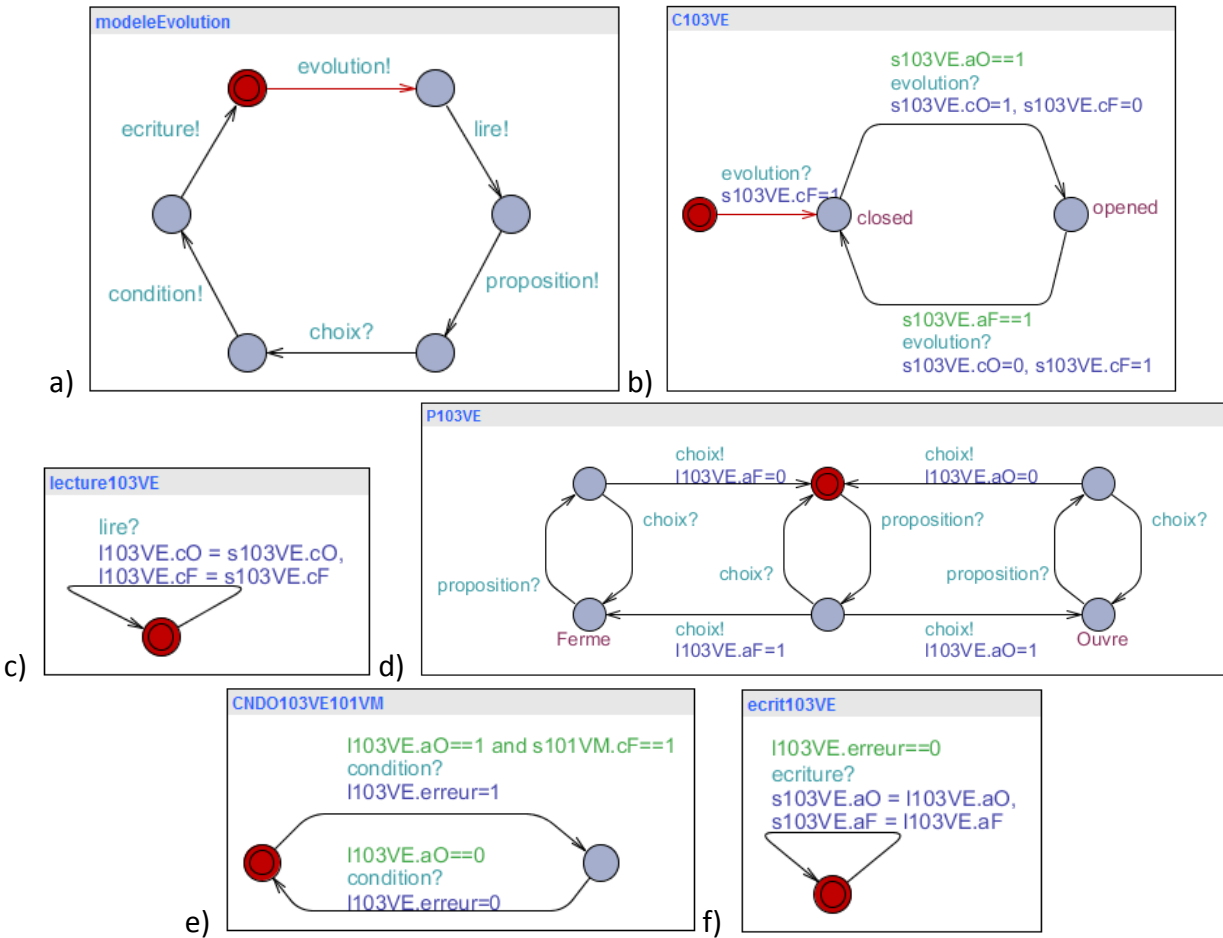 modeleEvolution
evolution!
ecriture!
lire!
condition!
proposition!
choix?
a)
C103VE
s103VE.aO==1
evolution?
s103VE.cO=1, s103VE.cF=0
evolution?
s103VE.cF=1
closed
opened
s103VE.aF==1
evolution?
s103VE.cO=0, s103VE.cF=1
b)
lecture103VE
lire?
l103VE.cO = s103VE.cO,
l103VE.cF = s103VE.cF
c)
P103VE
choix!
l103VE.aF=0
choix!
l103VE.aO=0
choix?
proposition?
choix?
proposition?
choix?
proposition?
Ferme
choix!
l103VE.aF=1
choix!
l103VE.aO=1
Ouvre
d)
CNDO103VE101VM
l103VE.aO==1 and s101VM.cF==1
condition?
l103VE.erreur=1
l103VE.aO==0
condition?
l103VE.erreur=0
e)
ecrit103VE
l103VE.erreur==0
ecriture?
s103VE.aO = l103VE.aO,
s103VE.aF = l103VE.aF
f)